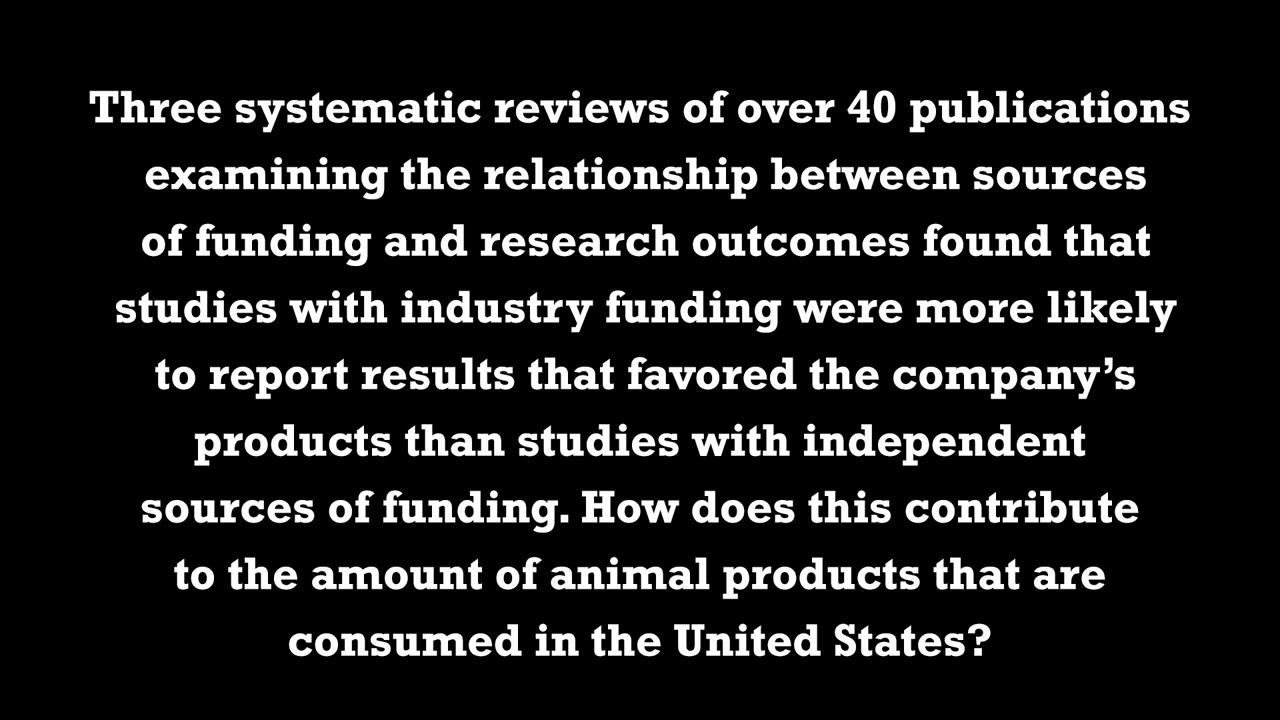 Three systematic reviews of over 40 publications
examining the relationship between sources
of funding and research outcomes found that
studies with industry funding were more likely
to report results that favored the company’s
products than studies with independent
sources of funding. How does this contribute
to the amount of animal products that are
consumed in the United States?